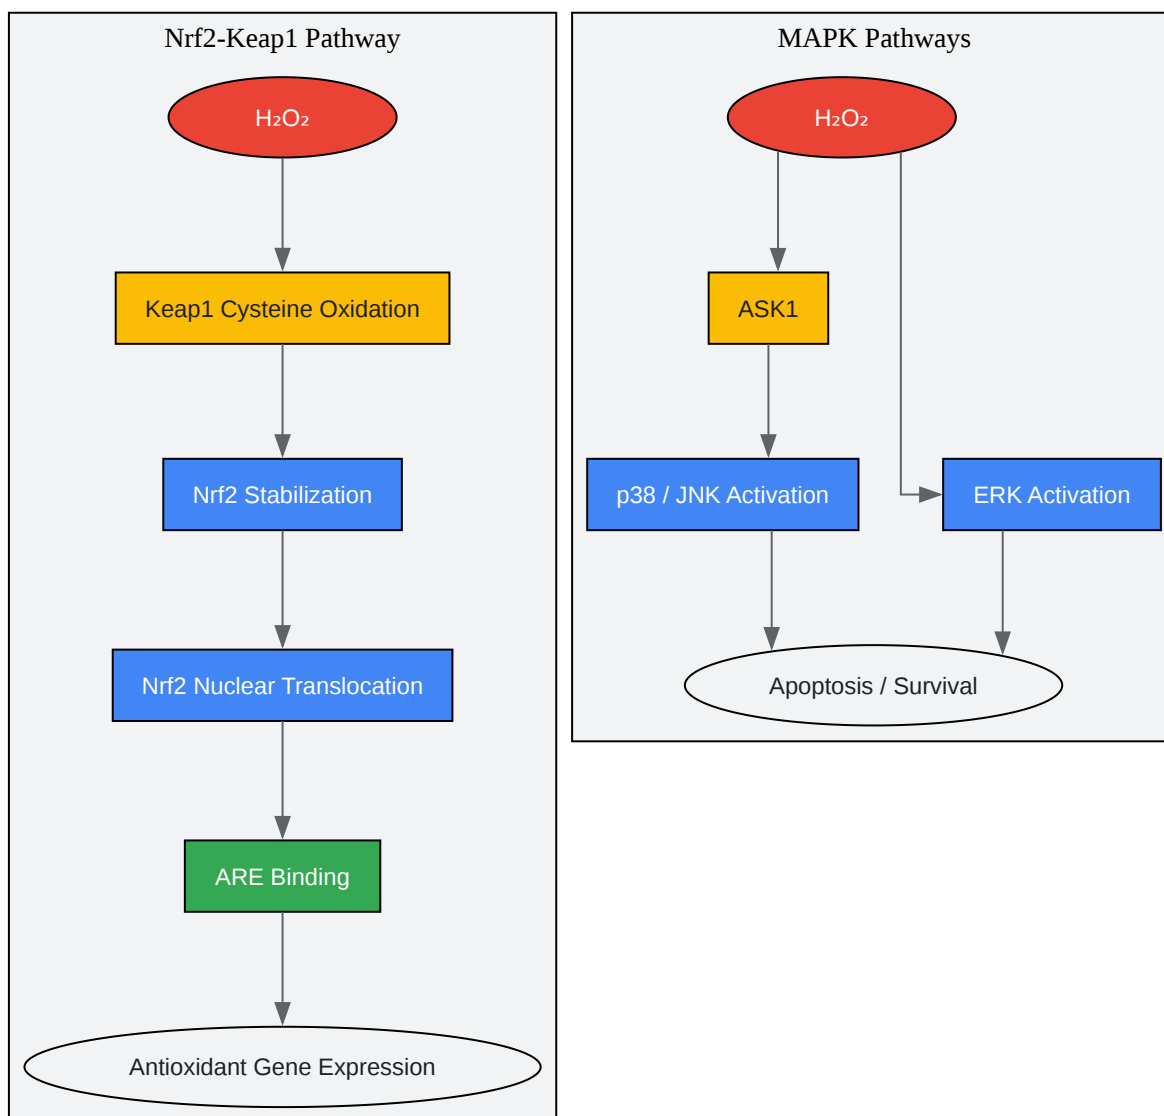 Nrf2-Keap1 Pathway
H₂O₂
Keap1 Cysteine Oxidation
Nrf2 Stabilization
Nrf2 Nuclear Translocation
ARE Binding
Antioxidant Gene Expression
MAPK Pathways
H₂O₂
ASK1
p38 / JNK Activation
ERK Activation
Apoptosis / Survival